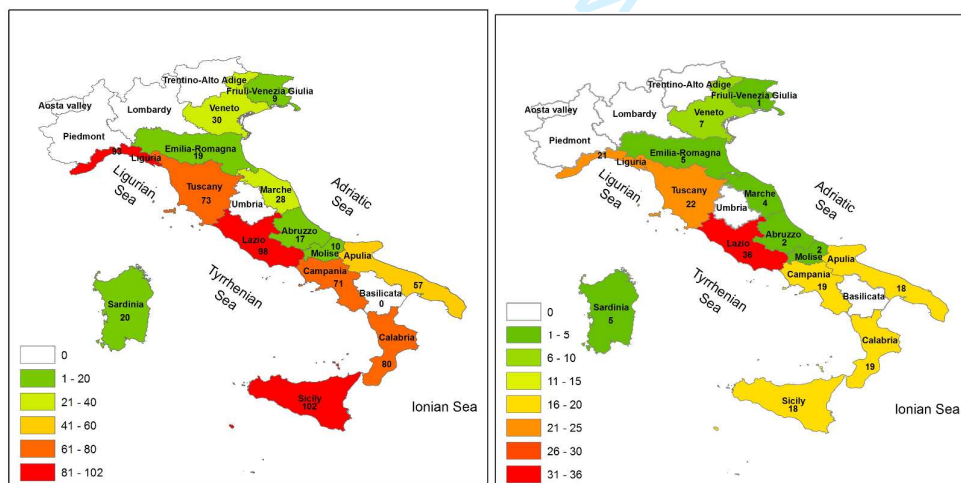 Trentino-Alto Adige
Friuli-Venezia Giulia
9
Aosta valley
Lombardy
Veneto
30
Piedmont
93
Liguria
Emilia-Romagna
19
Ligurian
Sea
Tuscany
73
Marche
28
Adriatic
Sea
Umbria
Abruzzo
17
Lazio
98
10
Molise
Apulia
57
Campania
71
Tyrrhenian
Sea
Basilicata
0
Sardinia
20
Calabria
80
Sicily
102
Ionian Sea
0
1 - 20
21 - 40
41 - 60
61 - 80
81 - 102
Trentino-Alto Adige
Friuli-Venezia Giulia
1
Aosta valley
Lombardy
Veneto
7
Piedmont
21
Liguria
Emilia-Romagna
5
Ligurian
Sea
Tuscany
22
Marche
4
Adriatic
Sea
Umbria
Abruzzo
2
Lazio
36
2
Molise
Apulia
18
Campania
19
Tyrrhenian
Sea
Basilicata
Sardinia
5
Calabria
19
Sicily
18
Ionian Sea
0
1 - 5
6 - 10
11 - 15
16 - 20
21 - 25
26 - 30
31 - 36